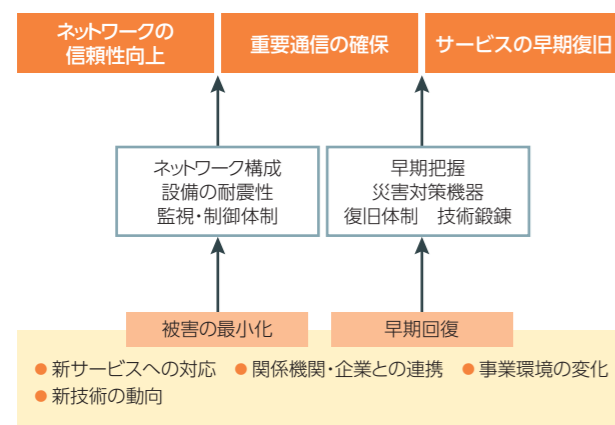 ネットワークの
信頼性向上
重要通信の確保
サービスの早期復旧
ネットワーク構成
設備の耐震性
監視・制御体制
早期把握
災害対策機器
復旧体制　技術鍛錬
被害の最小化
早期回復
●新サービスへの対応　●関係機関・企業との連携　●事業環境の変化
●新技術の動向